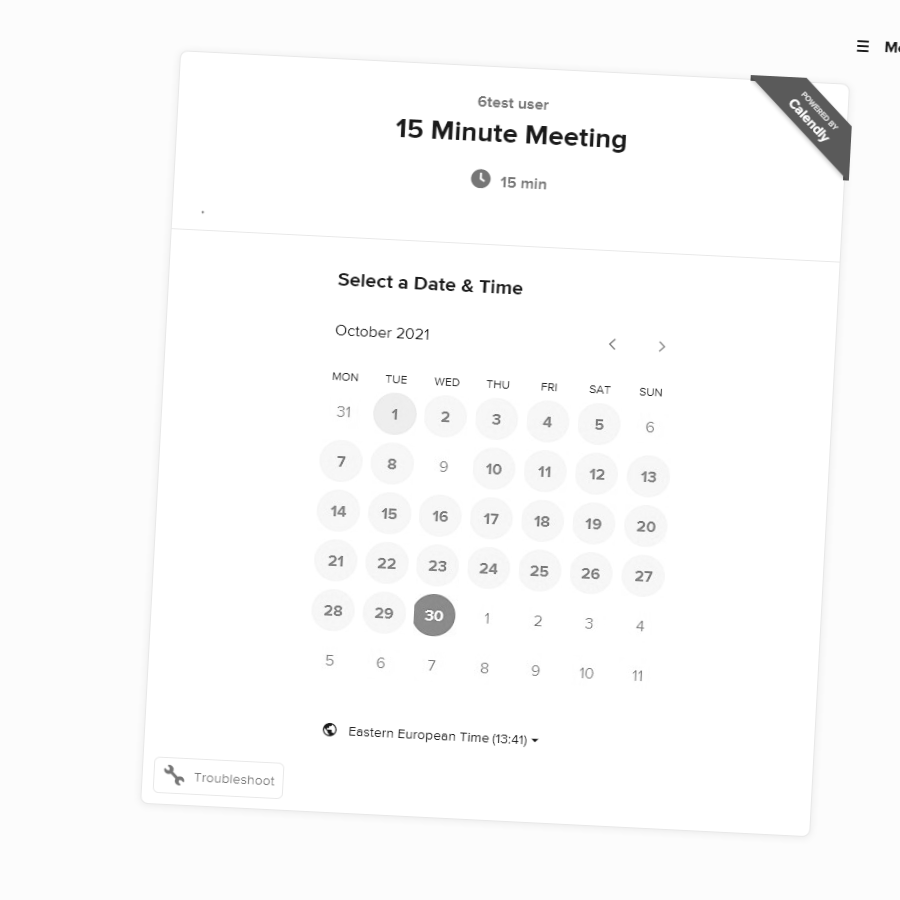 Me
POWERED BY
Calendly
6test user
15 Minute Meeting
15 min
.
Select a Date & Time
October 2021
MON TUE WED THU FRI SAT SUN
31 1 2 3 4 5 6
7 8 9 10 11 12 13
14 15 16 17 18 19 20
21 22 23 24 25 26 27
28 29 30 1 2 3 4
5 6 7 8 9 10 11
Eastern European Time (13:41)
Troubleshoot